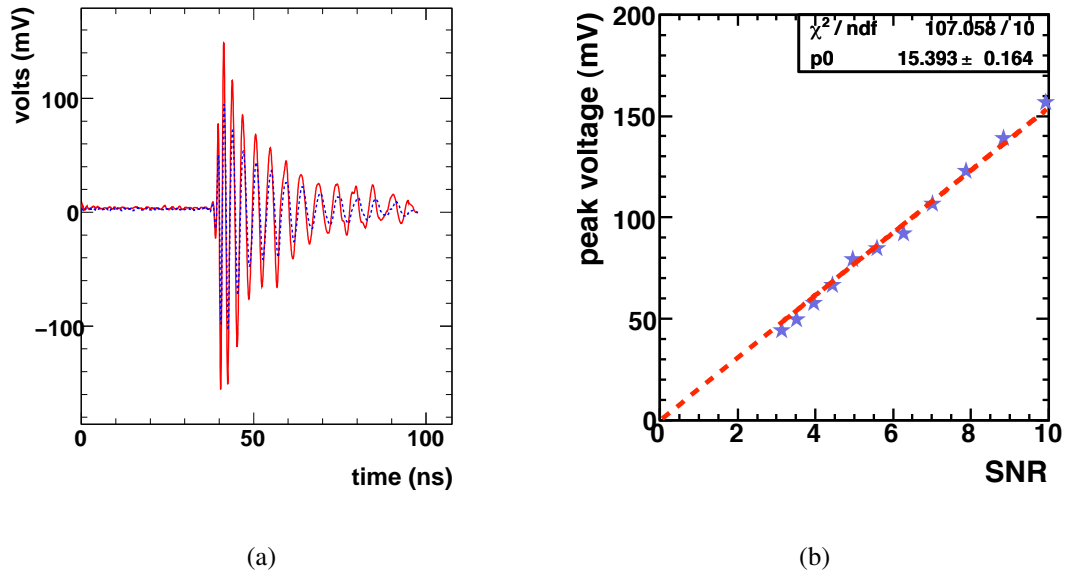 volts (mV)
100
0
−100
0
50
100
time (ns)
(a)
peak voltage (mV)
200
150
100
50
0
χ² / ndf 107.058 / 10
p0 15.393 ± 0.164
0
2
4
6
8
10
SNR
(b)